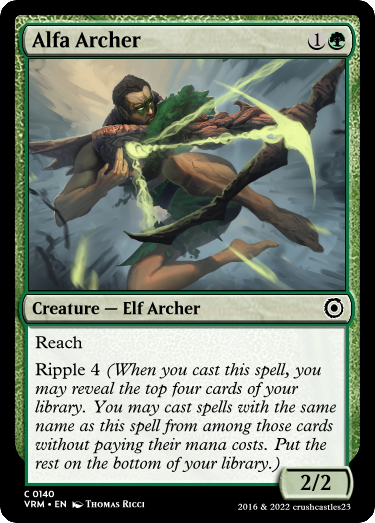 Alfa Archer 1
Creature — Elf Archer
Reach
Ripple 4 (When you cast this spell, you
may reveal the top four cards of your
library. You may cast spells with the same
name as this spell from among those cards
without paying their mana costs. Put the
rest on the bottom of your library.)
2/2
C 0140
VRM • EN Thomas Ricci
2016 & 2022 crushcastles23